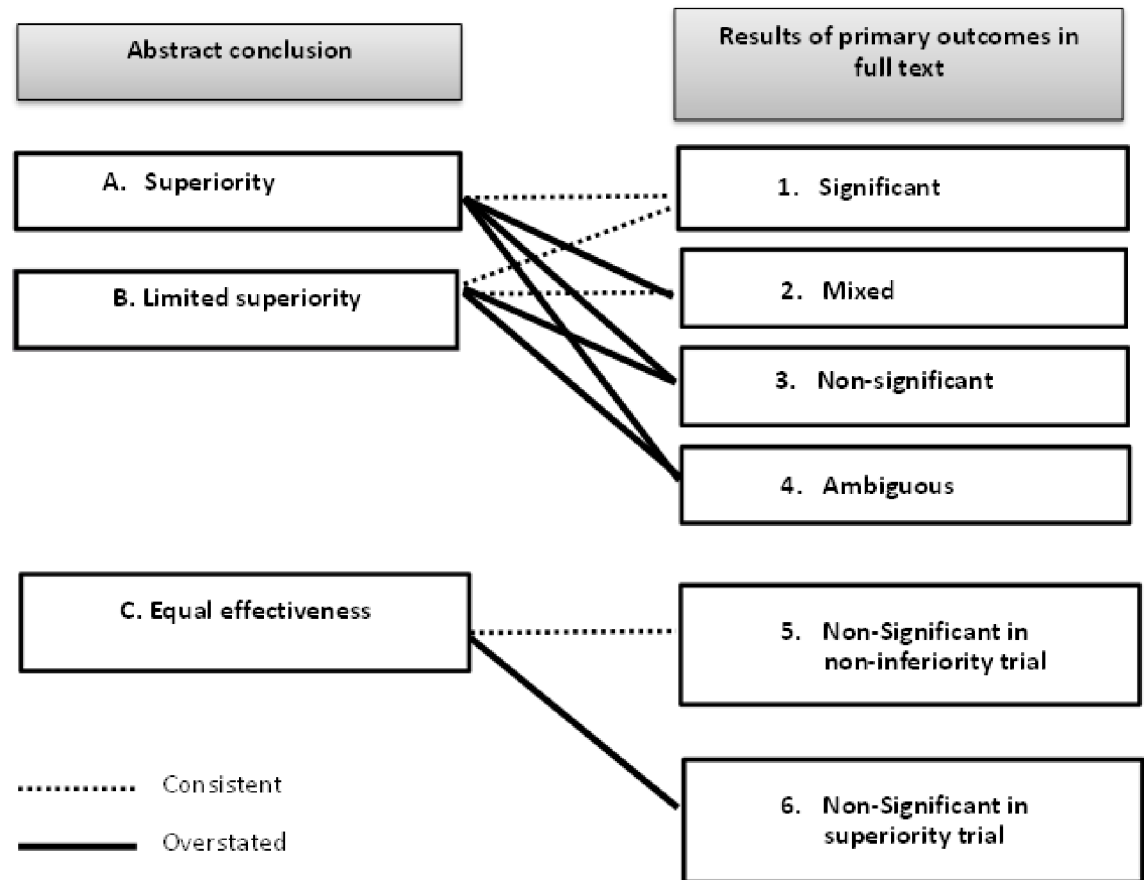 Abstract conclusion
Results of primary outcomes in
full text
A. Superiority
B. Limited superiority
1. Significant
2. Mixed
3. Non-significant
4. Ambiguous
C. Equal effectiveness
5. Non-Significant in
non-inferiority trial
6. Non-Significant in
superiority trial
Consistent
Overstated